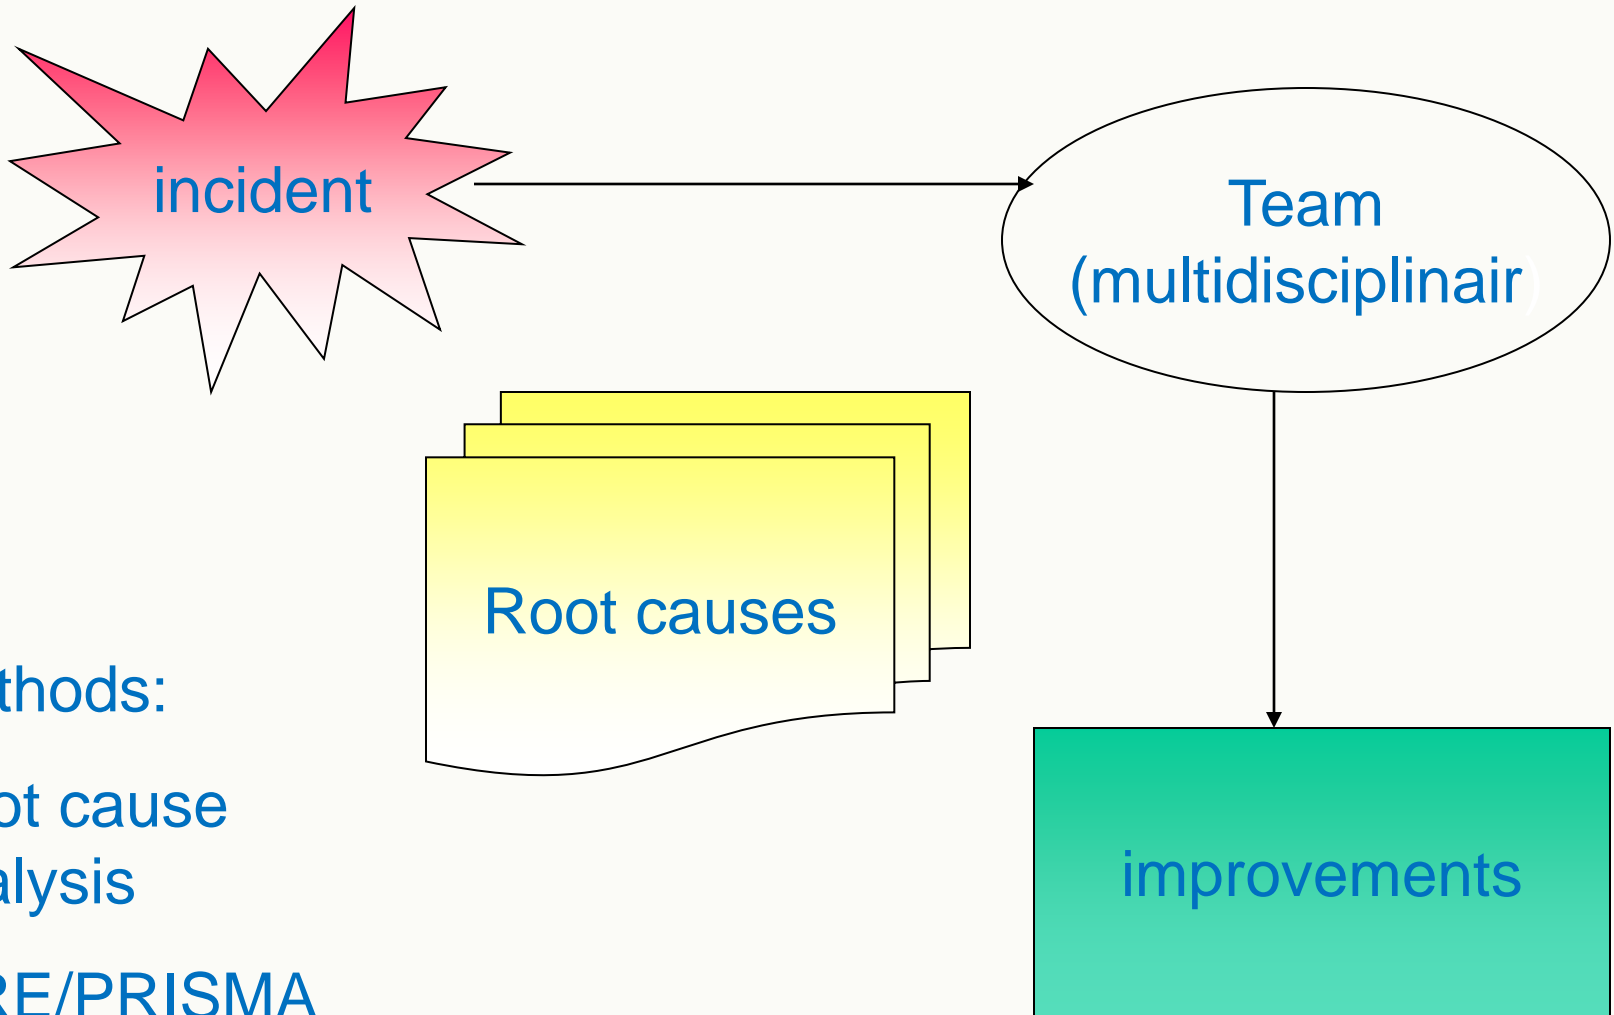 incident
Team
(multidisciplinair)
Root causes
thods:
ot cause
alysis
improvements
RE/PRISMA